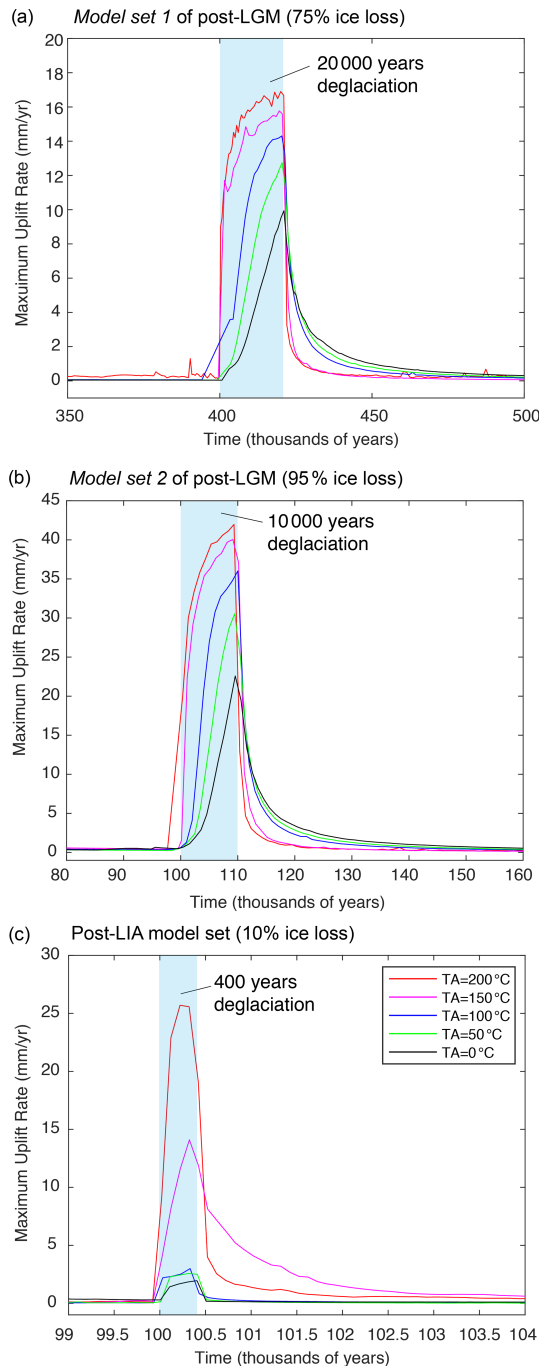 (a) Model set 1 of post-LGM (75% ice loss)
20
18
16
14
12
10
8
6
4
2
0
Maxuimum Uplift Rate (mm/yr)
20 000 years
deglaciation
350 400 450 500
Time (thousands of years)
(b) Model set 2 of post-LGM (95 % ice loss)
45
40
35
30
25
20
15
10
5
0
Maximum Uplift Rate (mm/yr)
10 000 years
deglaciation
80 90 100 110 120 130 140 150 160
Time (thousands of years)
(c) Post-LIA model set (10% ice loss)
30
25
20
15
10
5
0
Maximum Uplift Rate (mm/yr)
400 years
deglaciation
TA=200°C
TA=150°C
TA=100°C
TA=50°C
TA=0°C
99 99.5 100 100.5 101 101.5 102 102.5 103 103.5 104
Time (thousands of years)